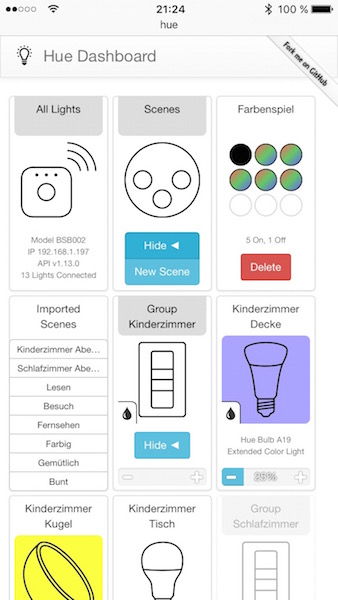 21:24
100 %
hue
Hue Dashboard
Fork me on GitHub
All Lights
Model BSB002
IP 192.168.1.197
API v1.13.0
13 Lights Connected
Scenes
Hide ◀
New Scene
Farbenspiel
5 On, 1 Off
Delete
Imported
Scenes
Kinderzimmer Abe...
Schlafzimmer Abe...
Lesen
Besuch
Fernsehen
Farbig
Gemütlich
Bunt
Group
Kinderzimmer
Hide ◀
Kinderzimmer
Decke
Hue Bulb A19
Extended Color Light
25%
Kinderzimmer
Kugel
Kinderzimmer
Tisch
Group
Schlafzimmer